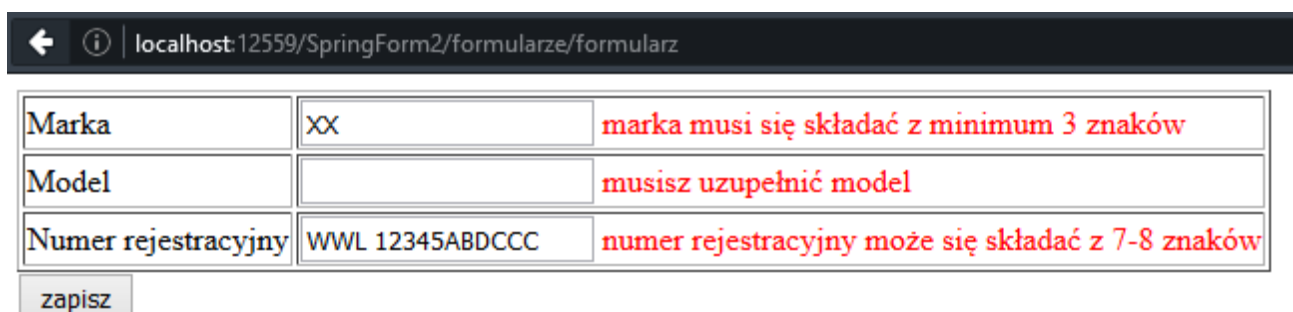 localhost:12559/SpringForm2/formularze/formularz
Marka XX marka musi się składać z minimum 3 znaków
Model musisz uzupełnić model
Numer rejestracyjny WWL 12345ABDCCC numer rejestracyjny może się składać z 7-8 znaków
zapisz